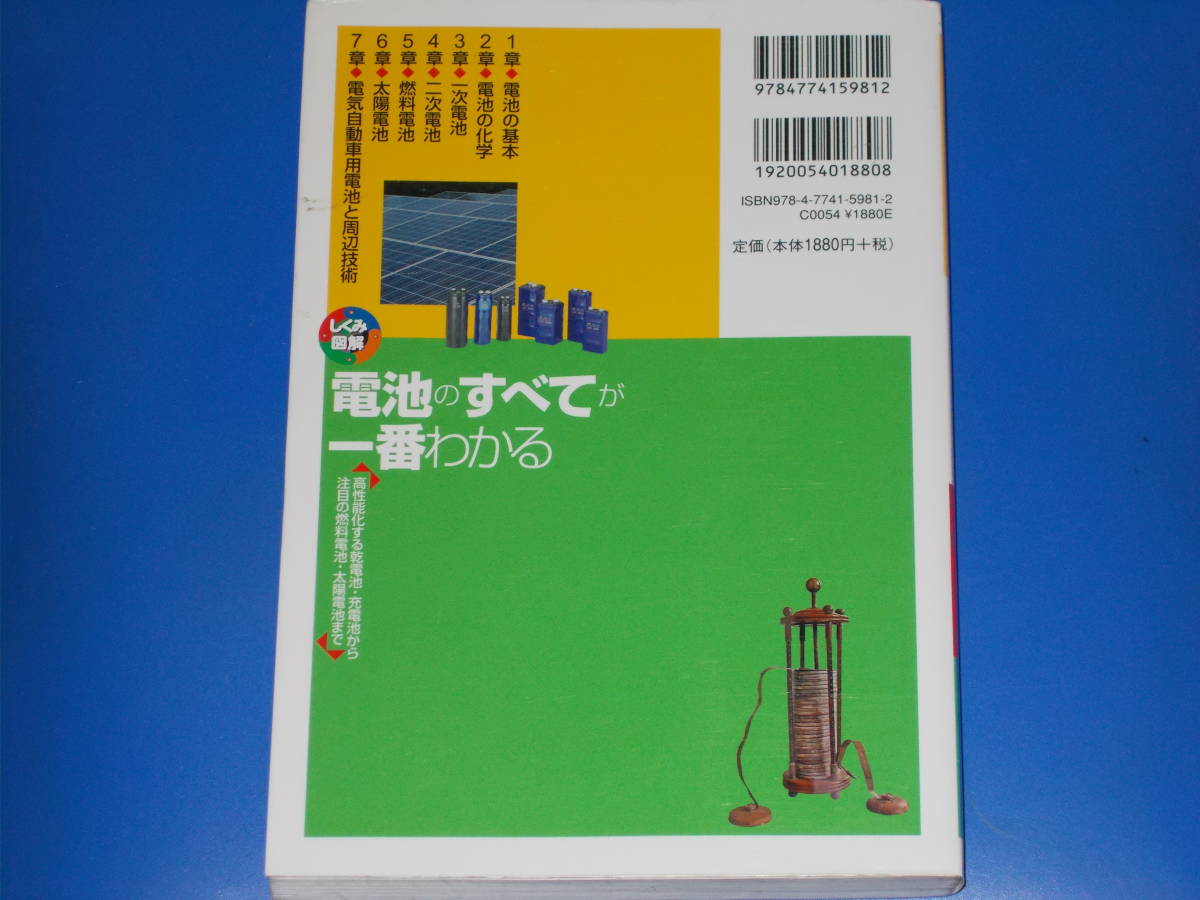 1章◆電池の基本
2章◆電池の化学
3章◆一次電池
4章◆二次電池
5章◆燃料電池
6章◆太陽電池
7章◆電気自動車用電池と周辺技術
9784774159812
1920054018808
ISBN978-4-7741-5981-2
C0054 ¥1880E
定価(本体1880円+税)
しくみ
図解
電池のすべてが
一番わかる
高性能化する乾電池・充電池から
注目の燃料電池・太陽電池まで